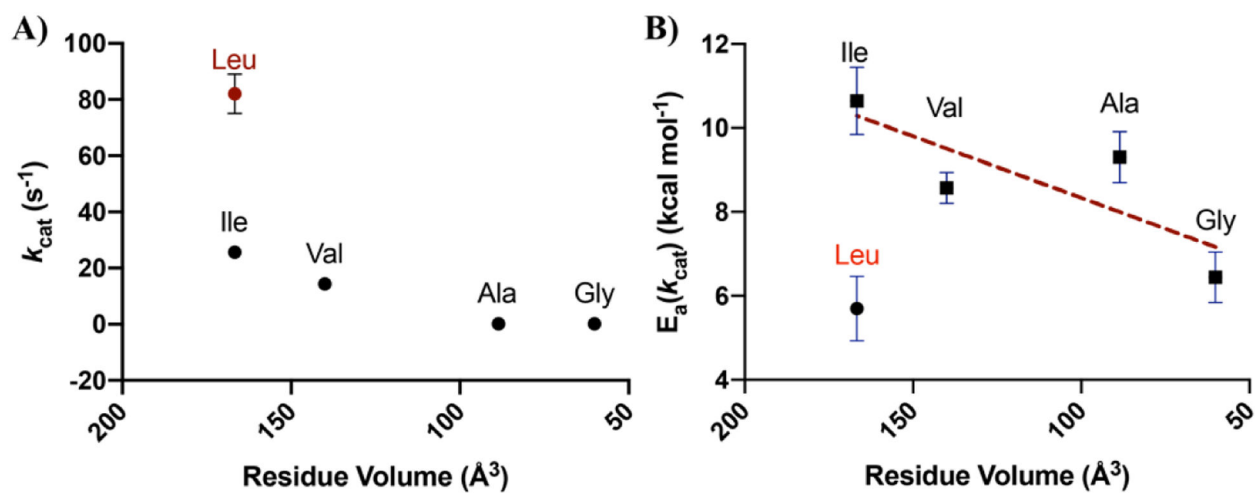 A)
100
80
60
40
20
0
-20
kcat (s-1)
Leu
Ile
Val
Ala
Gly
200
150
100
50
Residue Volume (Å3)
B)
12
10
8
6
4
Ea(kcat) (kcal mol-1)
Ile
Val
Ala
Gly
Leu
200
150
100
50
Residue Volume (Å3)